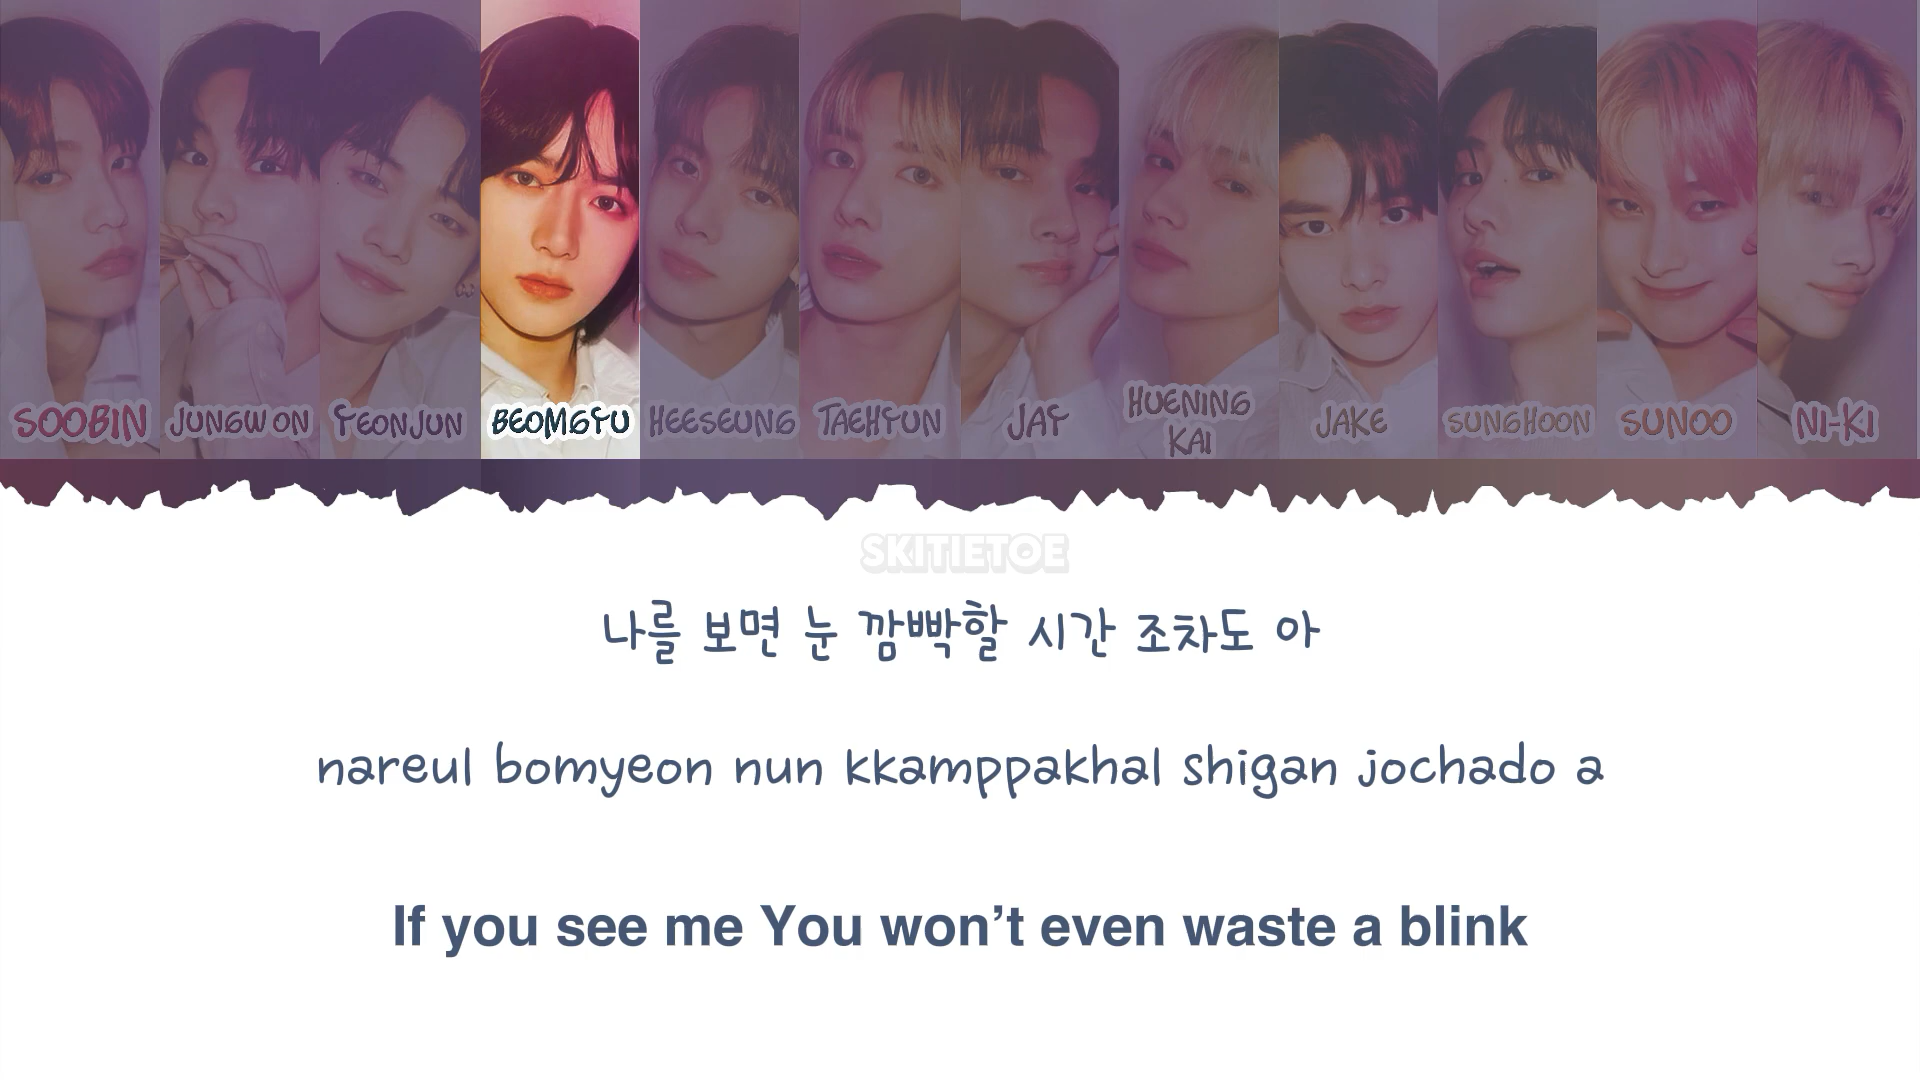 SOOBIN JUNGWON YEONJUN BEOMGYU HEESEUNG TAEHYUN JAY HUENING KAI JAKE SUNGHOON SUNOO NI-KI
SKITIETOE
나를 보면 눈 깜빡할 시간 조차도 아
nareul bomyeon nun kkamppakhal shigan jochado a
If you see me You won’t even waste a blink